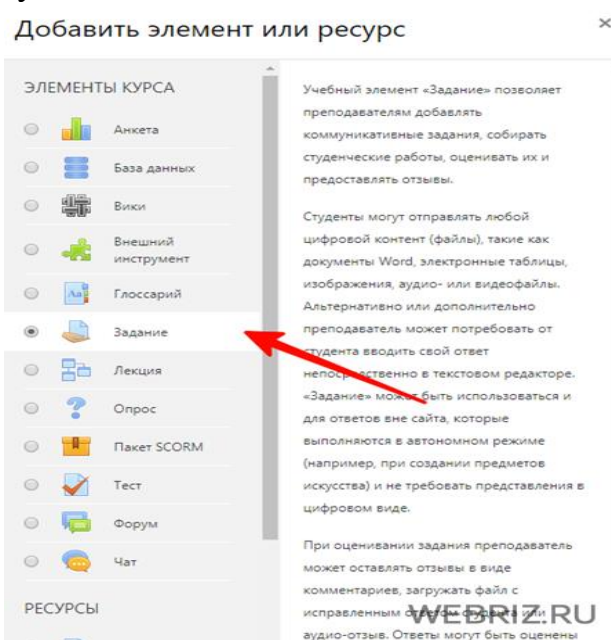 Добавить элемент или ресурс
×
ЭЛЕМЕНТЫ КУРСА
Анкета
База данных
Вики
Внешний
инструмент
Глоссарий
Задание
Лекция
Опрос
Пакет SCORM
Тест
Форум
Чат
РЕСУРСЫ
Учебный элемент «Задание» позволяет
преподавателям добавлять
коммуникативные задания, собирать
студенческие работы, оценивать их и
предоставлять отзывы.
Студенты могут отправлять любой
цифровой контент (файлы), такие как
документы Word, электронные таблицы,
изображения, аудио- или видеофайлы.
Альтернативно или дополнительно
преподаватель может потребовать от
студента вводить свой ответ
непосредственно в текстовом редакторе.
«Задание» может быть использоваться и
для ответов вне сайта, которые
выполняются в автономном режиме
(например, при создании предметов
искусства) и не требовать представления в
цифровом виде.
При оценивании задания преподаватель
может оставлять отзывы в виде
комментариев, загружать файл с
исправленным ответом студента или
аудио-отзыв. Ответы могут быть оценены
WEBRIZ.RU